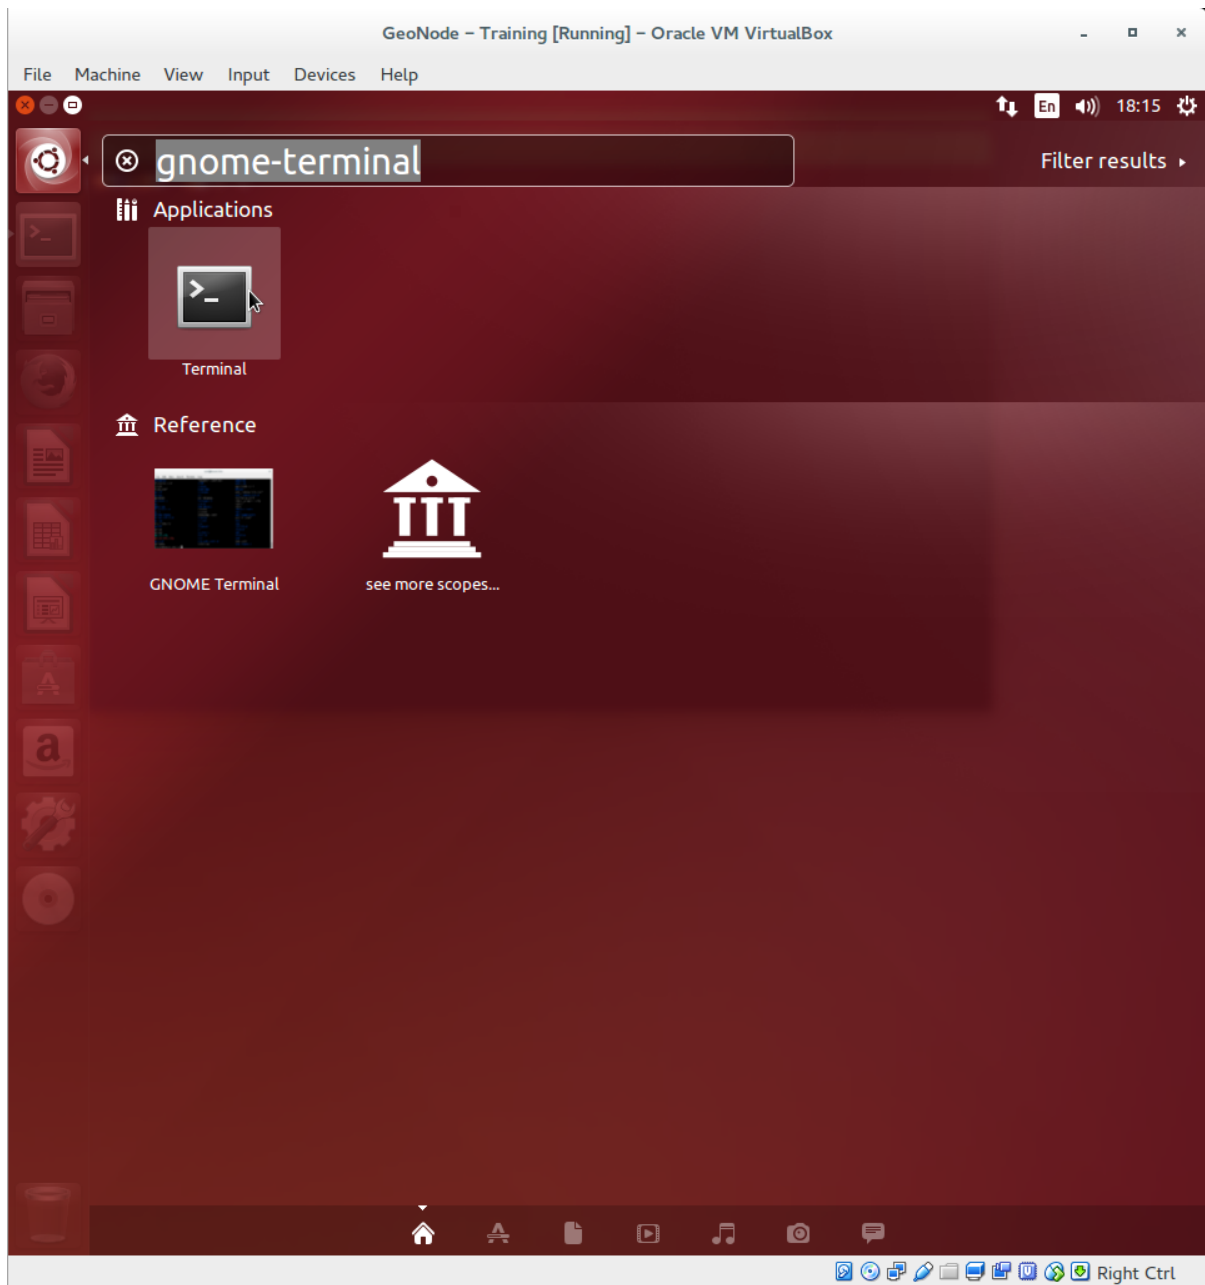 GeoNode – Training [Running] – Oracle VM VirtualBox
File Machine View Input Devices Help
En 18:15
gnome-terminal
Filter results
Applications
>_
Terminal
Reference
GNOME Terminal
see more scopes...
a
Right Ctrl